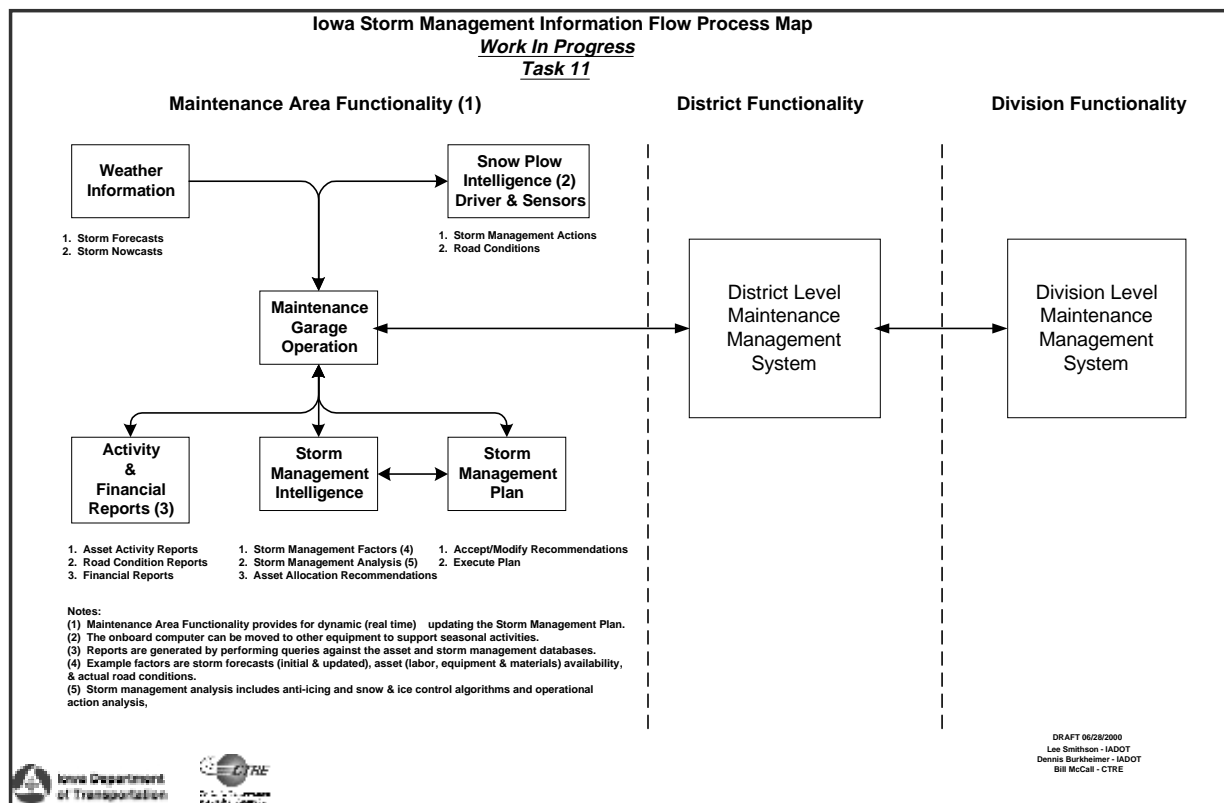 Iowa Storm Management Information Flow Process Map
Work In Progress
Task 11
Maintenance Area Functionality (1)
District Functionality
Division Functionality
Weather
Information
1. Storm Forecasts
2. Storm Nowcasts
Snow Plow
Intelligence (2)
Driver & Sensors
1. Storm Management Actions
2. Road Conditions
Maintenance
Garage
Operation
District Level
Maintenance
Management
System
Division Level
Maintenance
Management
System
Activity
&
Financial
Reports (3)
1. Asset Activity Reports
2. Road Condition Reports
3. Financial Reports
Storm
Management
Intelligence
1. Storm Management Factors (4)
2. Storm Management Analysis (5)
3. Asset Allocation Recommendations
Storm
Management
Plan
1. Accept/Modify Recommendations
2. Execute Plan
Notes:
(1) Maintenance Area Functionality provides for dynamic (real time) updating the Storm Management Plan.
(2) The onboard computer can be moved to other equipment to support seasonal activities.
(3) Reports are generated by performing queries against the asset and storm management databases.
(4) Example factors are storm forecasts (initial & updated), asset (labor, equipment & materials) availability,
& actual road conditions.
(5) Storm management analysis includes anti-icing and snow & ice control algorithms and operational
action analysis,
Iowa Department
of Transportation
CTRE
DRAFT 06/28/2000
Lee Smithson - IADOT
Dennis Burkheimer - IADOT
Bill McCall - CTRE